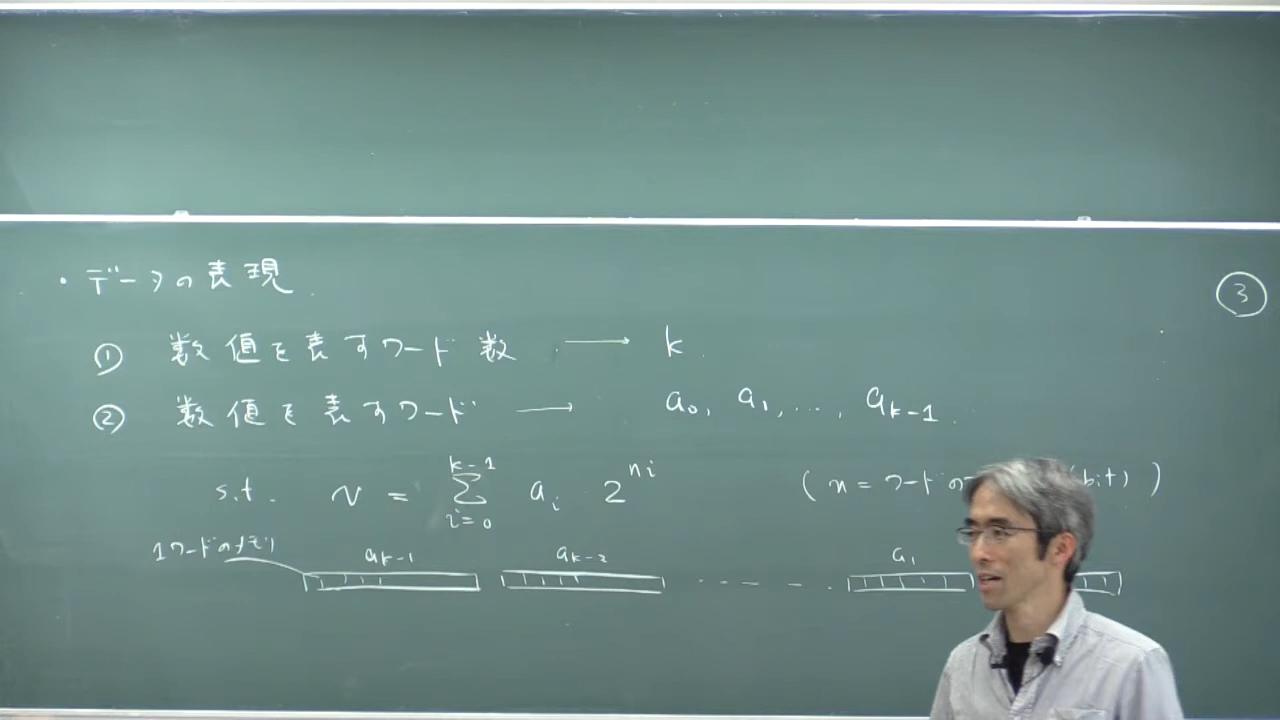 ・データの表現
③
① 数値を表すワード数 → k
② 数値を表すワード → a₀, a₁, ..., aₖ₋₁
s.t. N = Σ_{i=0}^{k-1} aᵢ 2^{ni} (n = ワードの bit)
1ワードのメモリ aₖ₋₁ aₖ₋₂ a₁